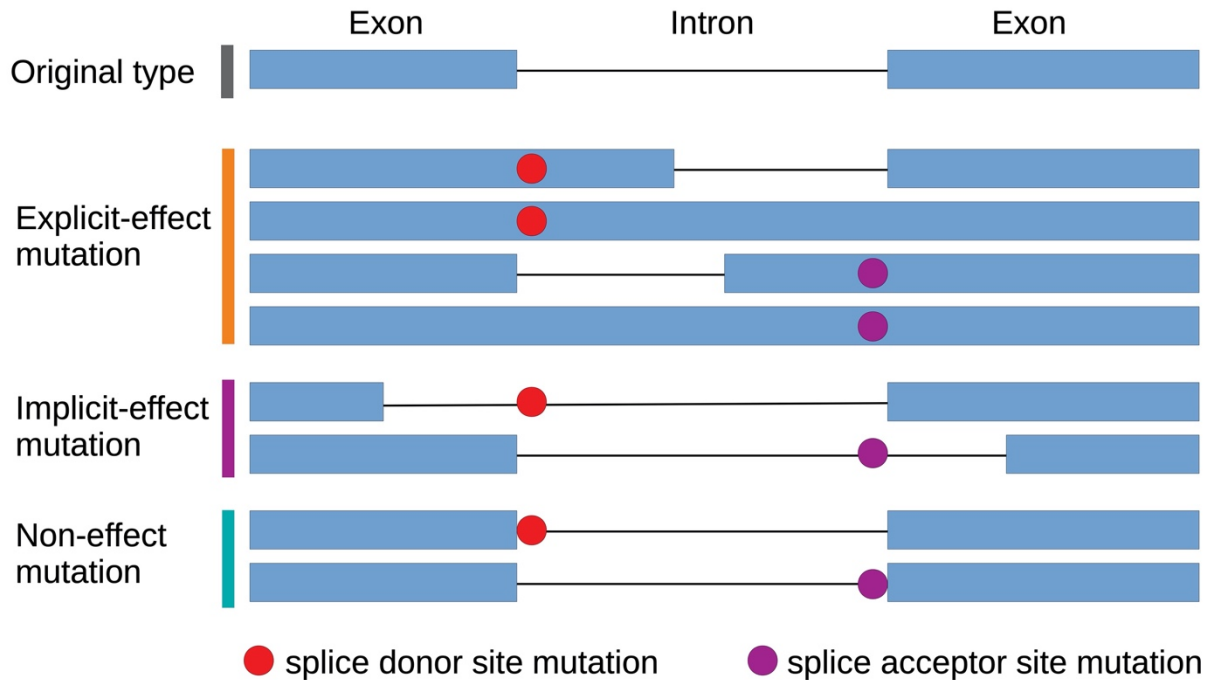 Exon Intron Exon
Original type
Explicit-effect
mutation
Implicit-effect
mutation
Non-effect
mutation
splice donor site mutation splice acceptor site mutation